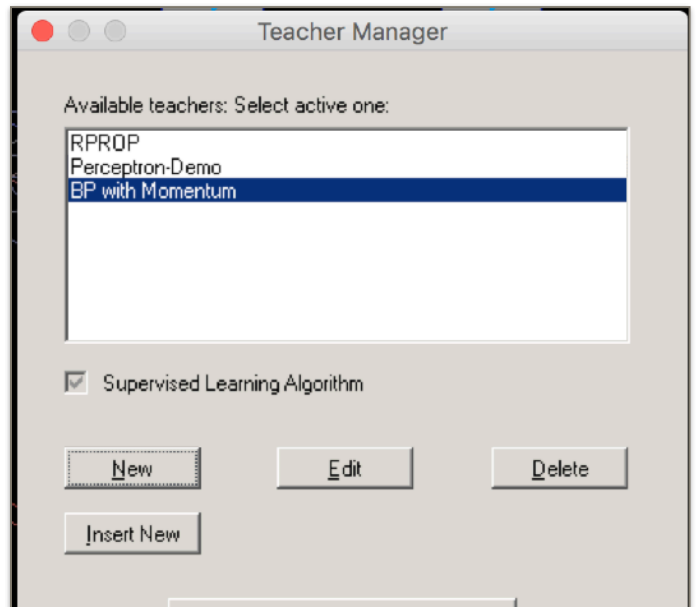 Teacher Manager
Available teachers: Select active one:
RPROP
Perceptron-Demo
BP with Momentum
Supervised Learning Algorithm
New Edit Delete
Insert New